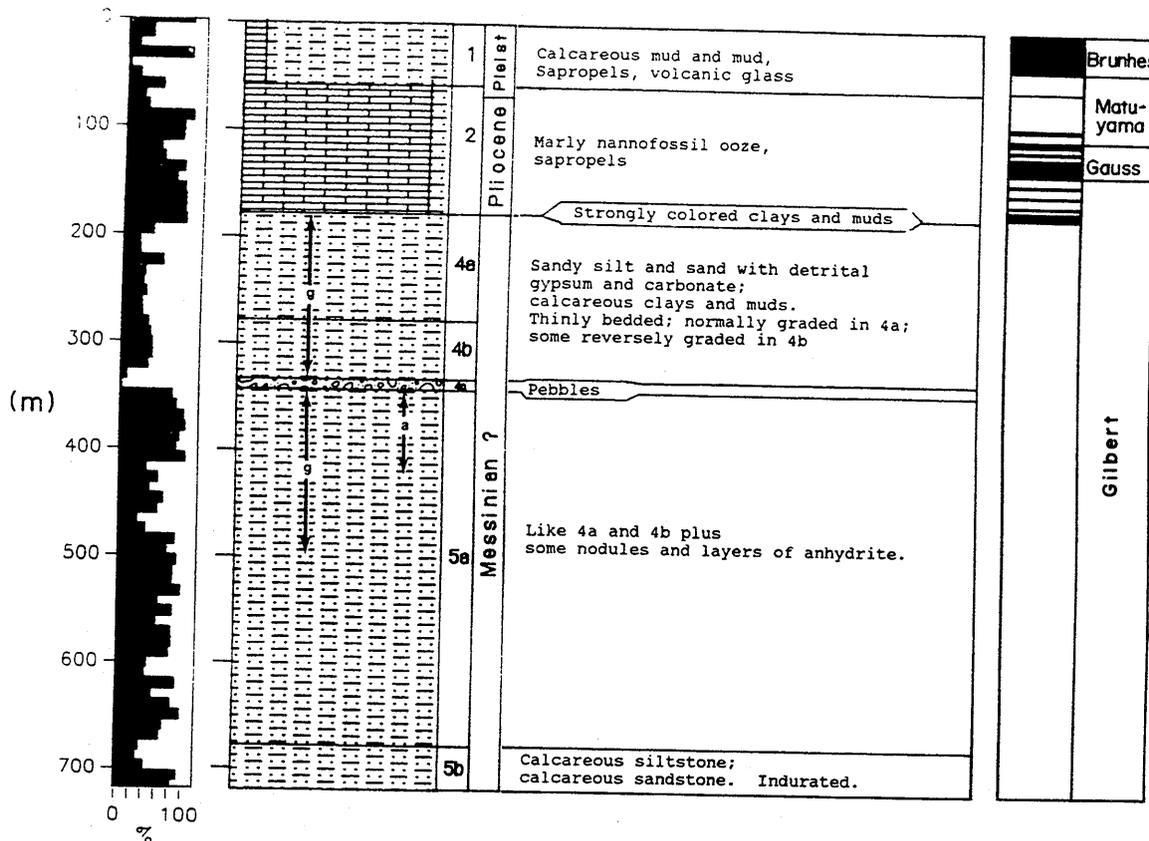 100
200
300
400
500
600
700
(m)
0
100
%
1
2
4a
4b
5a
5b
g
g
a
Pleist
Pliocene
Messinian ?
Calcareous mud and mud,
Sapropels, volcanic glass
Marly nannofossil ooze,
sapropels
Strongly colored clays and muds
Sandy silt and sand with detrital
gypsum and carbonate;
calcareous clays and muds.
Thinly bedded; normally graded in 4a;
some reversely graded in 4b
Pebbles
Like 4a and 4b plus
some nodules and layers of anhydrite.
Calcareous siltstone;
calcareous sandstone. Indurated.
Brunhes
Matu-
yama
Gauss
Gilbert